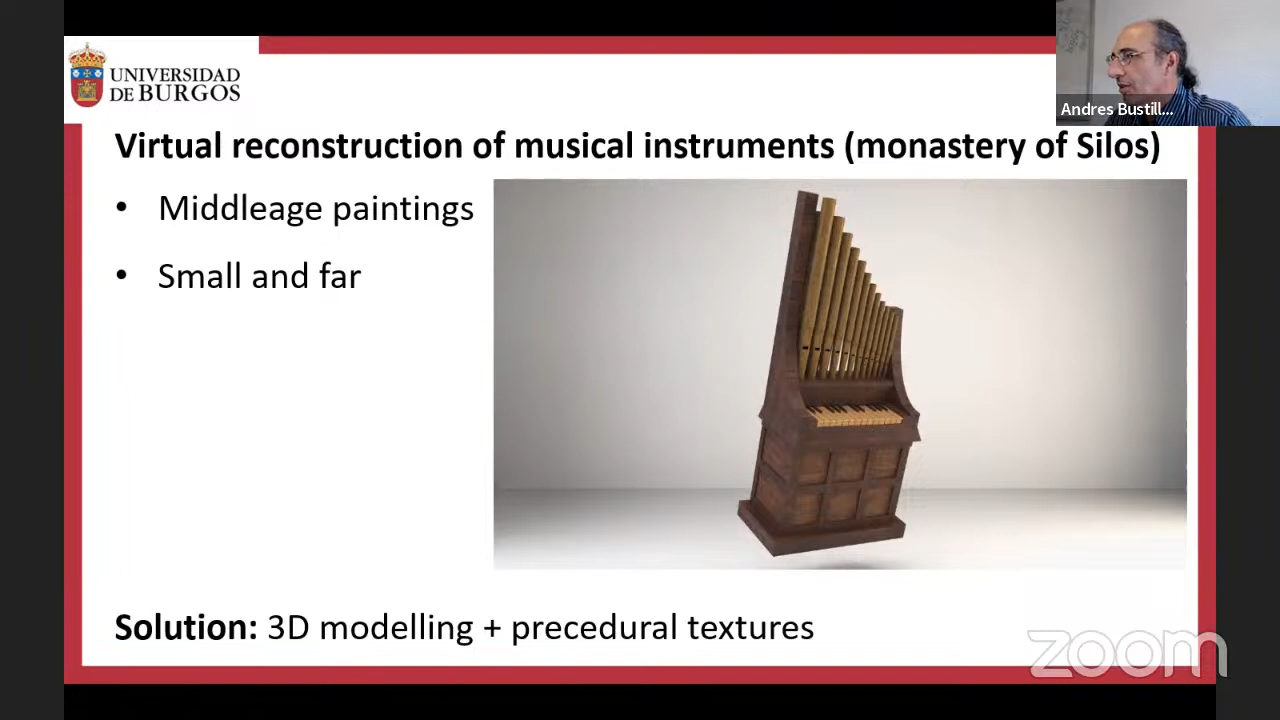 UNIVERSIDAD
DE BURGOS
Andres Bustill...
Virtual reconstruction of musical instruments (monastery of Silos)
• Middleage paintings
• Small and far
Solution: 3D modelling + precedural textures
zoom